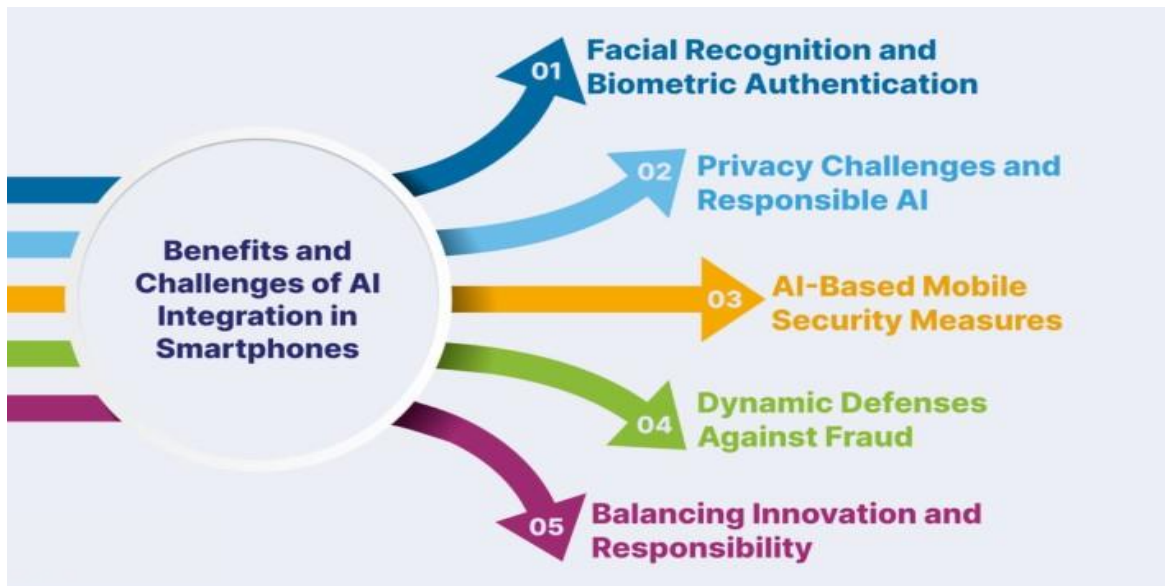 Benefits and
Challenges of AI
Integration in
Smartphones
01
Facial Recognition and
Biometric Authentication
02
Privacy Challenges and
Responsible AI
03
AI-Based Mobile
Security Measures
04
Dynamic Defenses
Against Fraud
05
Balancing Innovation and
Responsibility